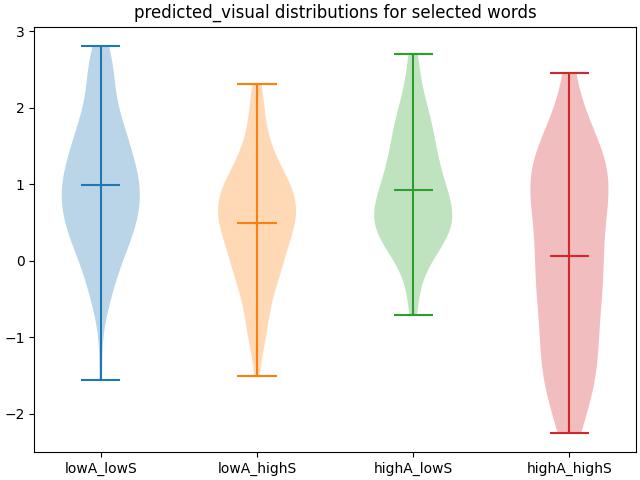 predicted_visual distributions for selected words
3
2
1
0
−1
−2
lowA_lowS
lowA_highS
highA_lowS
highA_highS